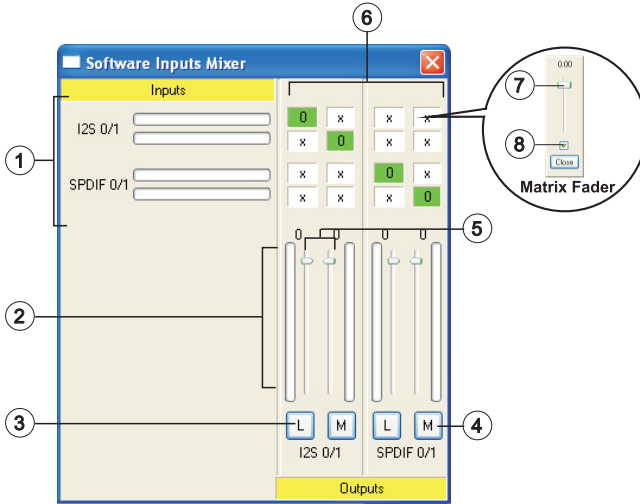 6
Software Inputs Mixer
Inputs
1
I2S 0/1
SPDIF 0/1
0 x x x
x 0 x x
x x 0 x
x x x 0
7
0.00
8
Close
Matrix Fader
0 0 0 0
5
2
3
L M L M
4
I2S 0/1 SPDIF 0/1
Outputs